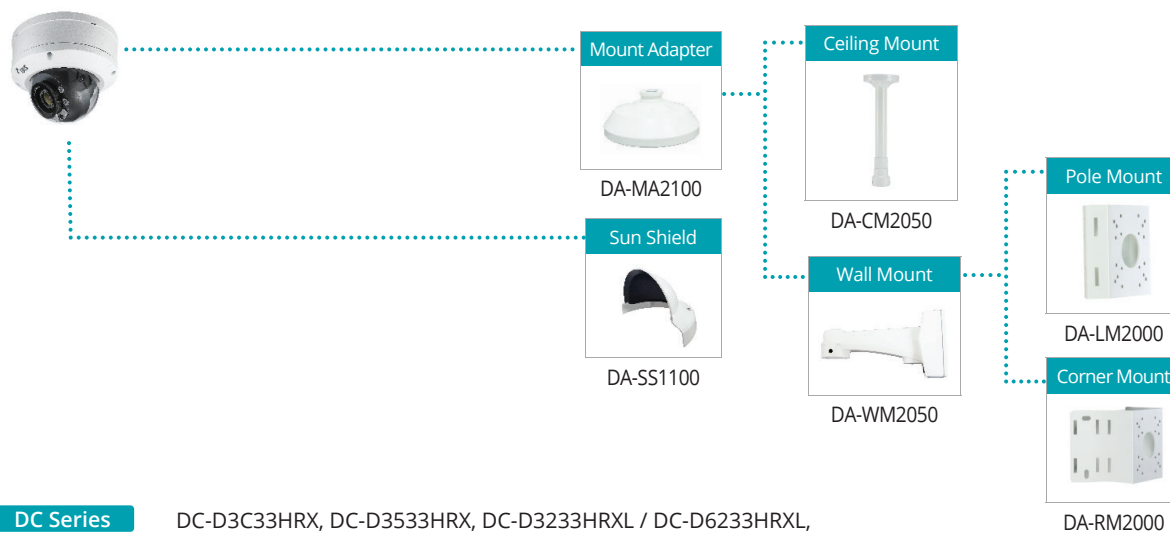 Mount Adapter
DA-MA2100
Ceiling Mount
DA-CM2050
Sun Shield
DA-SS1100
Wall Mount
DA-WM2050
Pole Mount
DA-LM2000
Corner Mount
DA-RM2000
DC Series
DC-D3C33HRX, DC-D3533HRX, DC-D3233HRXL / DC-D6233HRXL,